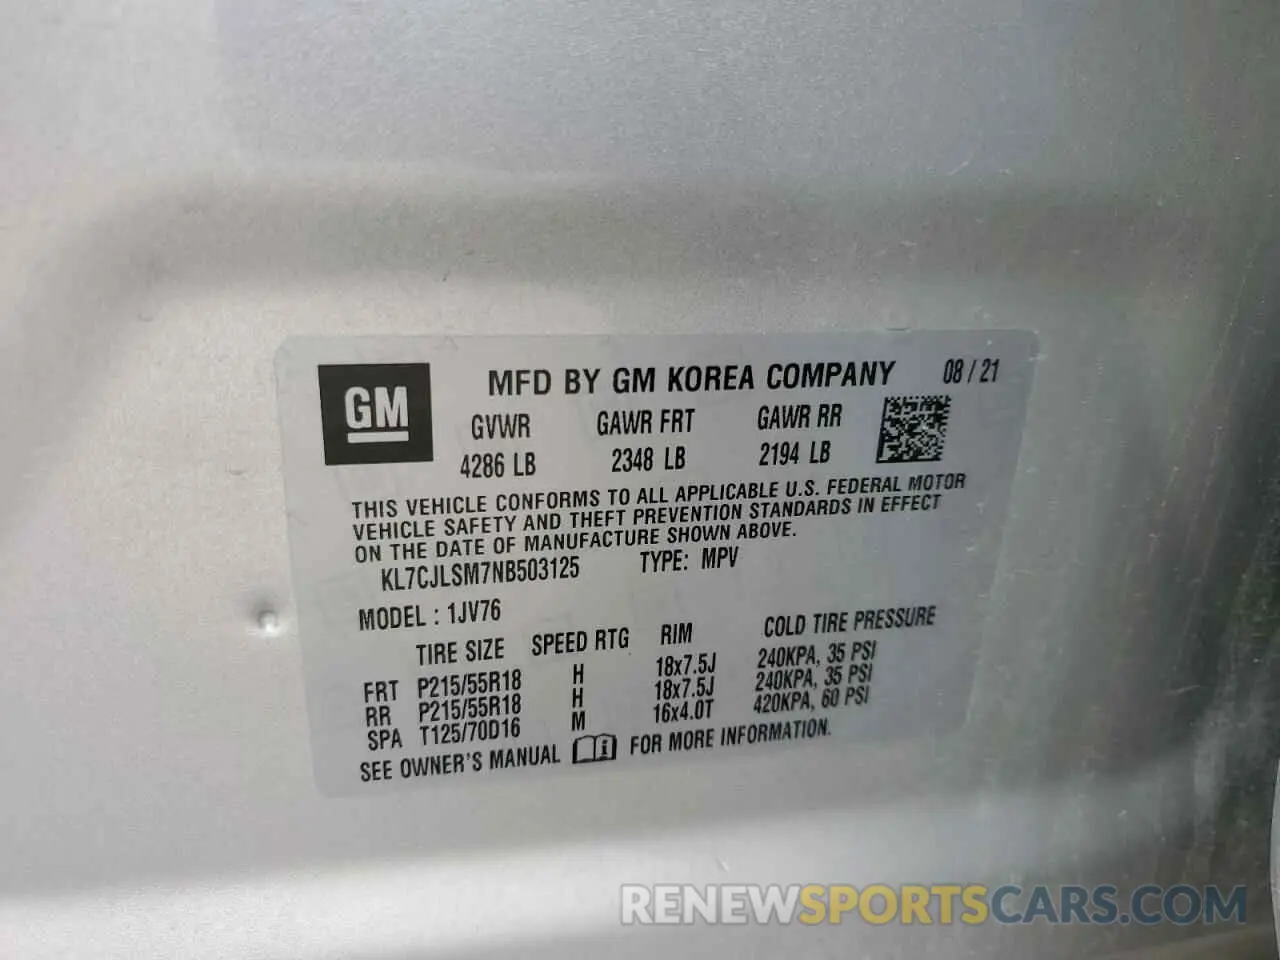 GM
MFD BY GM KOREA COMPANY 08 / 21
GVWR GAWR FRT GAWR RR
4286 LB 2348 LB 2194 LB
THIS VEHICLE CONFORMS TO ALL APPLICABLE U.S. FEDERAL MOTOR
VEHICLE SAFETY AND THEFT PREVENTION STANDARDS IN EFFECT
ON THE DATE OF MANUFACTURE SHOWN ABOVE.
KL7CJLSM7NB503125 TYPE: MPV
MODEL : 1JV76
TIRE SIZE SPEED RTG RIM COLD TIRE PRESSURE
FRT P215/55R18 H 18x7.5J 240KPA, 35 PSI
RR P215/55R18 H 18x7.5J 240KPA, 35 PSI
SPA T125/70D16 M 16x4.0T 420KPA, 60 PSI
SEE OWNER'S MANUAL i FOR MORE INFORMATION.
RENEWSPORTSCARS.COM